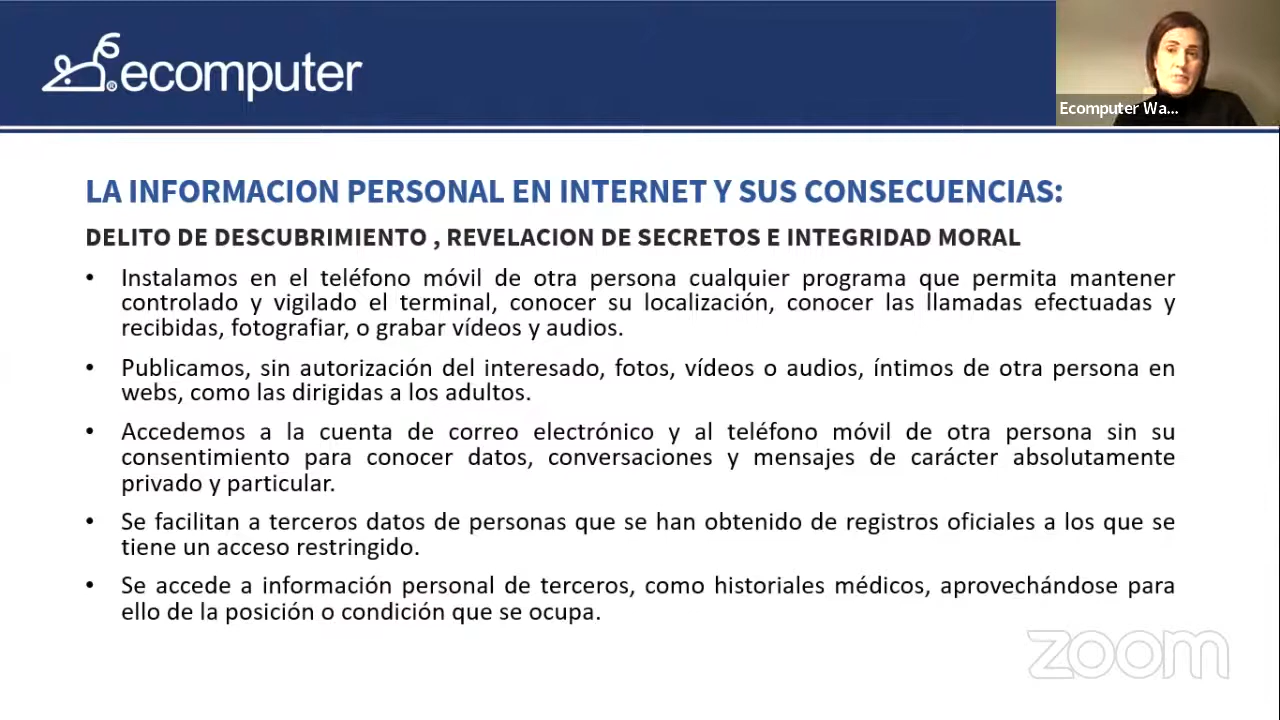 ecomputer
Ecomputer Wa...
LA INFORMACION PERSONAL EN INTERNET Y SUS CONSECUENCIAS:
DELITO DE DESCUBRIMIENTO , REVELACION DE SECRETOS E INTEGRIDAD MORAL
• Instalamos en el teléfono móvil de otra persona cualquier programa que permita mantener
controlado y vigilado el terminal, conocer su localización, conocer las llamadas efectuadas y
recibidas, fotografiar, o grabar vídeos y audios.
• Publicamos, sin autorización del interesado, fotos, vídeos o audios, íntimos de otra persona en
webs, como las dirigidas a los adultos.
• Accedemos a la cuenta de correo electrónico y al teléfono móvil de otra persona sin su
consentimiento para conocer datos, conversaciones y mensajes de carácter absolutamente
privado y particular.
• Se facilitan a terceros datos de personas que se han obtenido de registros oficiales a los que se
tiene un acceso restringido.
• Se accede a información personal de terceros, como historiales médicos, aprovechándose para
ello de la posición o condición que se ocupa.
zoom